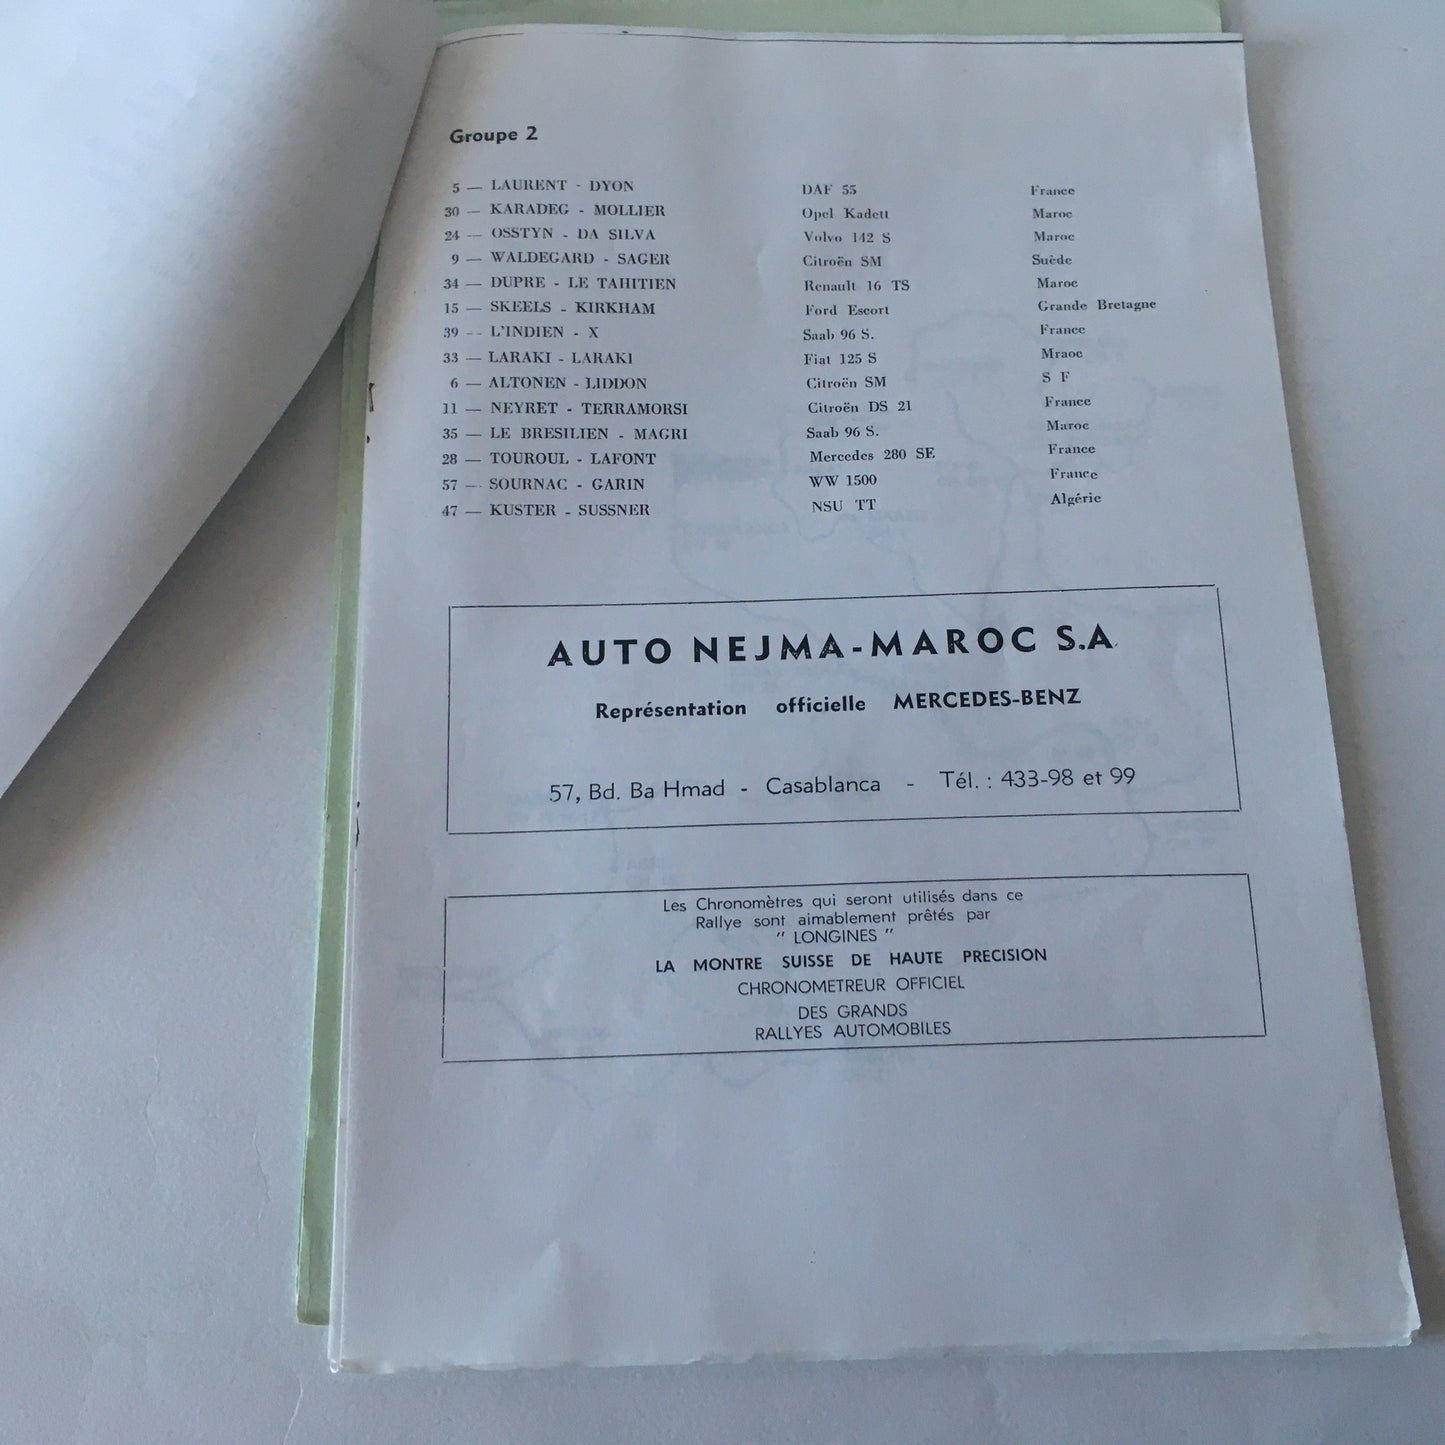 Groupe 2
5 — LAURENT - DYON DAF 55 France
30 — KARADEG - MOLLIER Opel Kadett Maroc
24 — OSSTYN - DA SILVA Volvo 142 S Maroc
9 — WALDEGARD - SAGER Citroën SM Suède
34 — DUPRE - LE TAHITIEN Renault 16 TS Maroc
15 — SKEELS - KIRKHAM Ford Escort Grande Bretagne
39 — L'INDIEN - X Saab 96 S. France
33 — LARAKI - LARAKI Fiat 125 S Mraoc
6 — ALTONEN - LIDDON Citroën SM S F
11 — NEYRET - TERRAMORSI Citroën DS 21 France
35 — LE BRESILIEN - MAGRI Saab 96 S. Maroc
28 — TOUROUL - LAFONT Mercedes 280 SE France
57 — SOURNAC - GARIN WW 1500 France
47 — KUSTER - SUSSNER NSU TT Algérie
AUTO NEJMA-MAROC S.A.
Représentation officielle MERCEDES-BENZ
57, Bd. Ba Hmad - Casablanca - Tél. : 433-98 et 99
Les Chronomètres qui seront utilisés dans ce
Rallye sont aimablement prêtés par
" LONGINES "
LA MONTRE SUISSE DE HAUTE PRECISION
CHRONOMETREUR OFFICIEL
DES GRANDS
RALLYES AUTOMOBILES